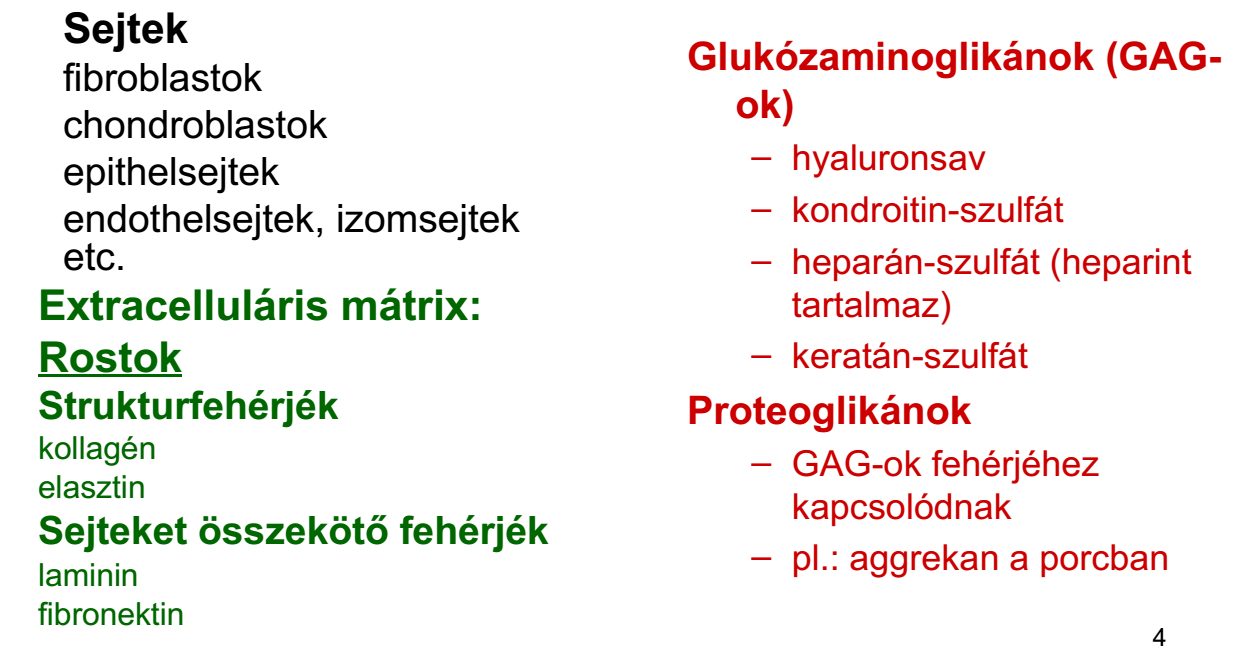 Sejtek
fibroblastok
chondroblastok
epithelsejtek
endothelsejtek, izomsejtek
etc.
Extracelluláris mátrix:
Rostok
Strukturfehérjék
kollagén
elasztin
Sejteket összekötő fehérjék
laminin
fibronektin
Glukózaminoglikánok (GAG-
ok)
– hyaluronsav
– kondroitin-szulfát
– heparán-szulfát (heparint
tartalmaz)
– keratán-szulfát
Proteoglikánok
– GAG-ok fehérjéhez
kapcsolódnak
– pl.: aggrekan a porcban
4